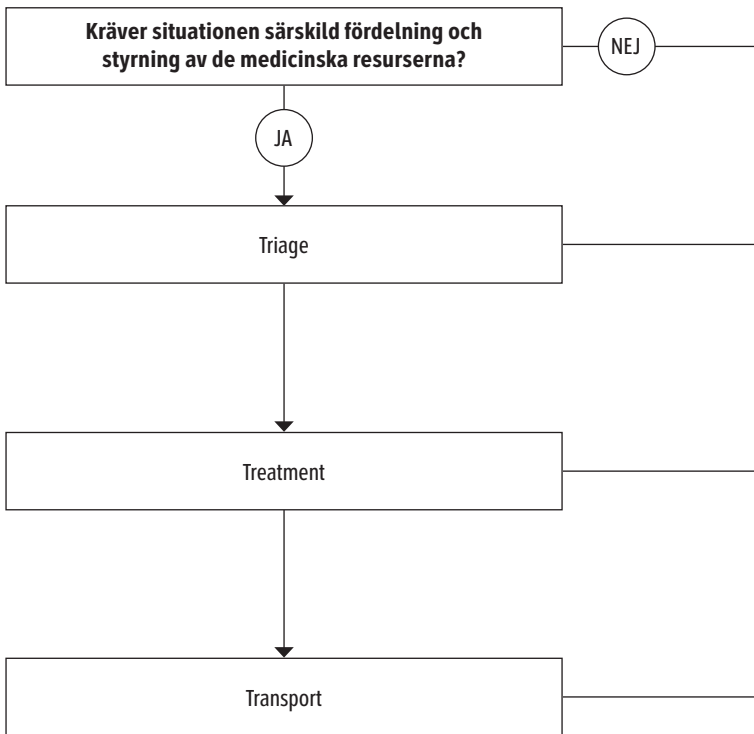 Kräver situationen särskild fördelning och
styrning av de medicinska resurserna?
NEJ
JA
Triage
Treatment
Transport